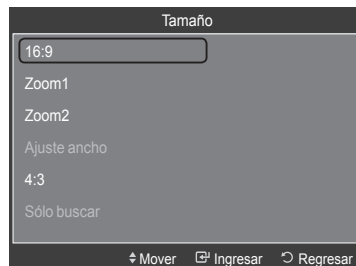 Tamaño
16:9
Zoom1
Zoom2
Ajuste ancho
4:3
Sólo buscar
Mover Ingresar Regresar